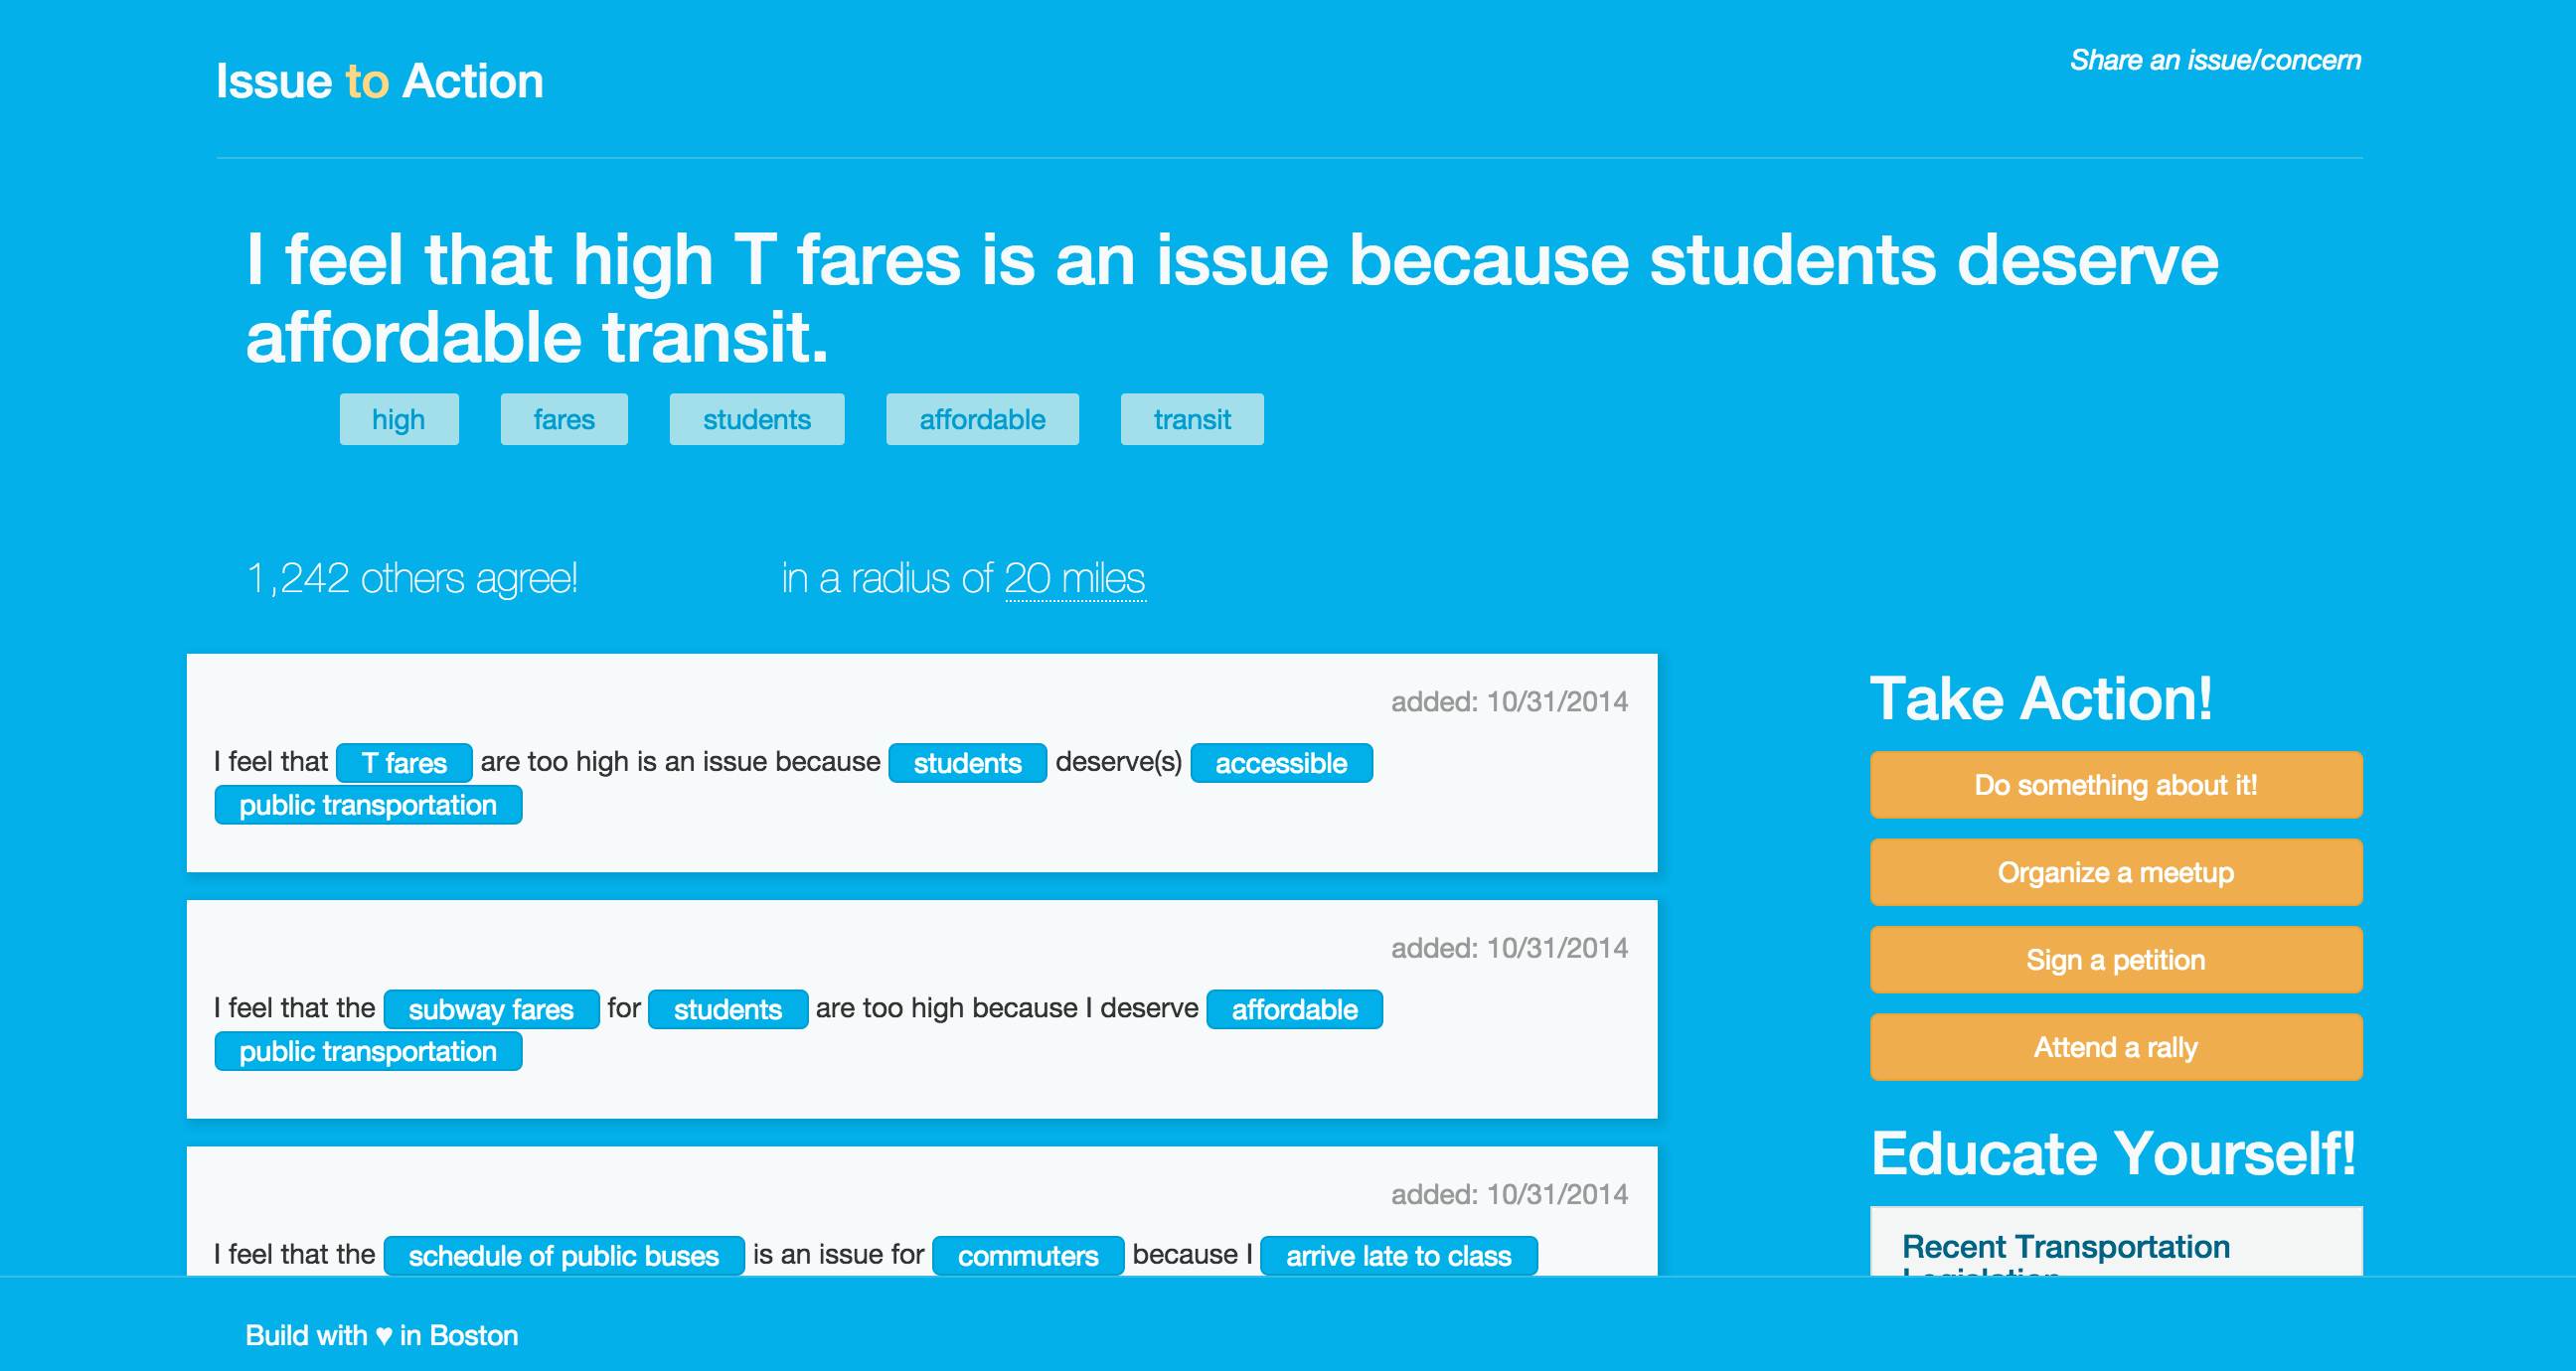 Issue to Action
Share an issue/concern
I feel that high T fares is an issue because students deserve
affordable transit.
high fares students affordable transit
1,242 others agree! in a radius of 20 miles
added: 10/31/2014
I feel that T fares are too high is an issue because students deserve(s) accessible
public transportation
added: 10/31/2014
I feel that the subway fares for students are too high because I deserve affordable
public transportation
added: 10/31/2014
I feel that the schedule of public buses is an issue for commuters because I arrive late to class
Take Action!
Do something about it!
Organize a meetup
Sign a petition
Attend a rally
Educate Yourself!
Recent Transportation
Legislation
Build with ♥ in Boston